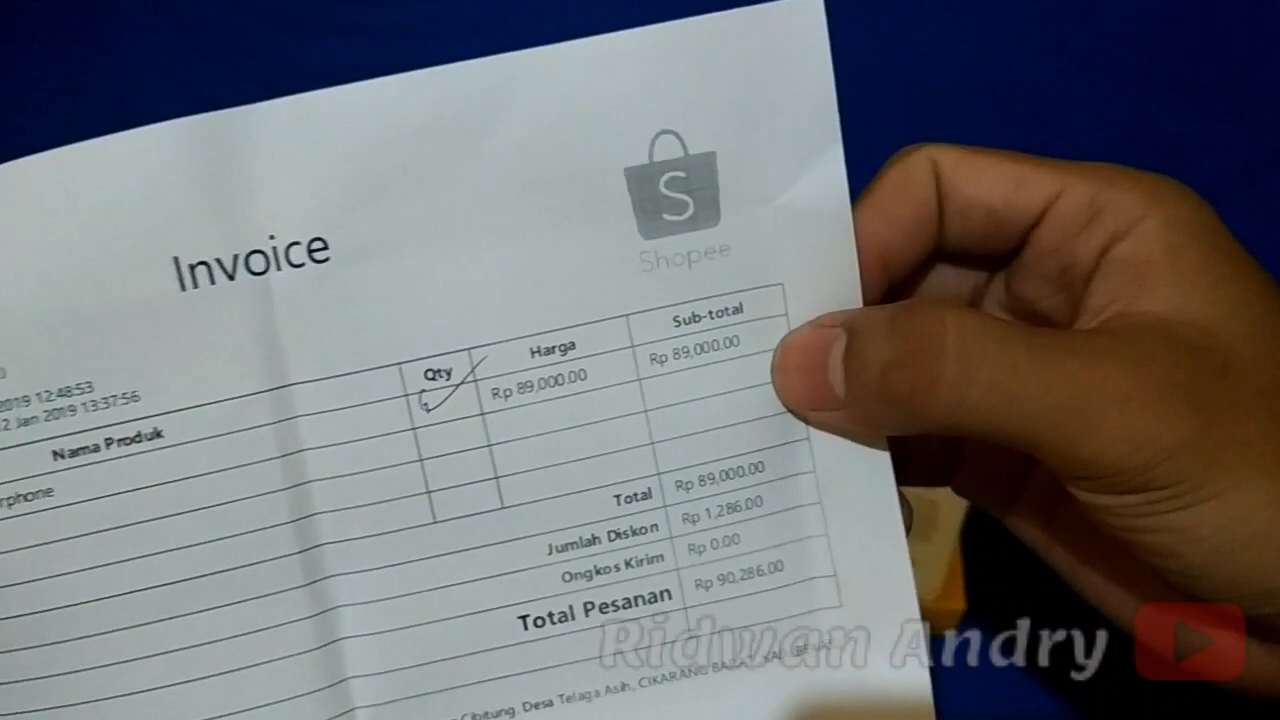 S
Shopee
Invoice
2019 12:48:53
2 Jan 2019 13:37:56
Nama Produk Qty Harga Sub-total
rphone Rp 89,000.00 Rp 89,000.00
Total Rp 89,000.00
Jumlah Diskon Rp 1,286.00
Ongkos Kirim Rp 0.00
Total Pesanan Rp 90,286.00
Cibitung, Desa Telaga Asih, CIKARANG
Ridwan Andry